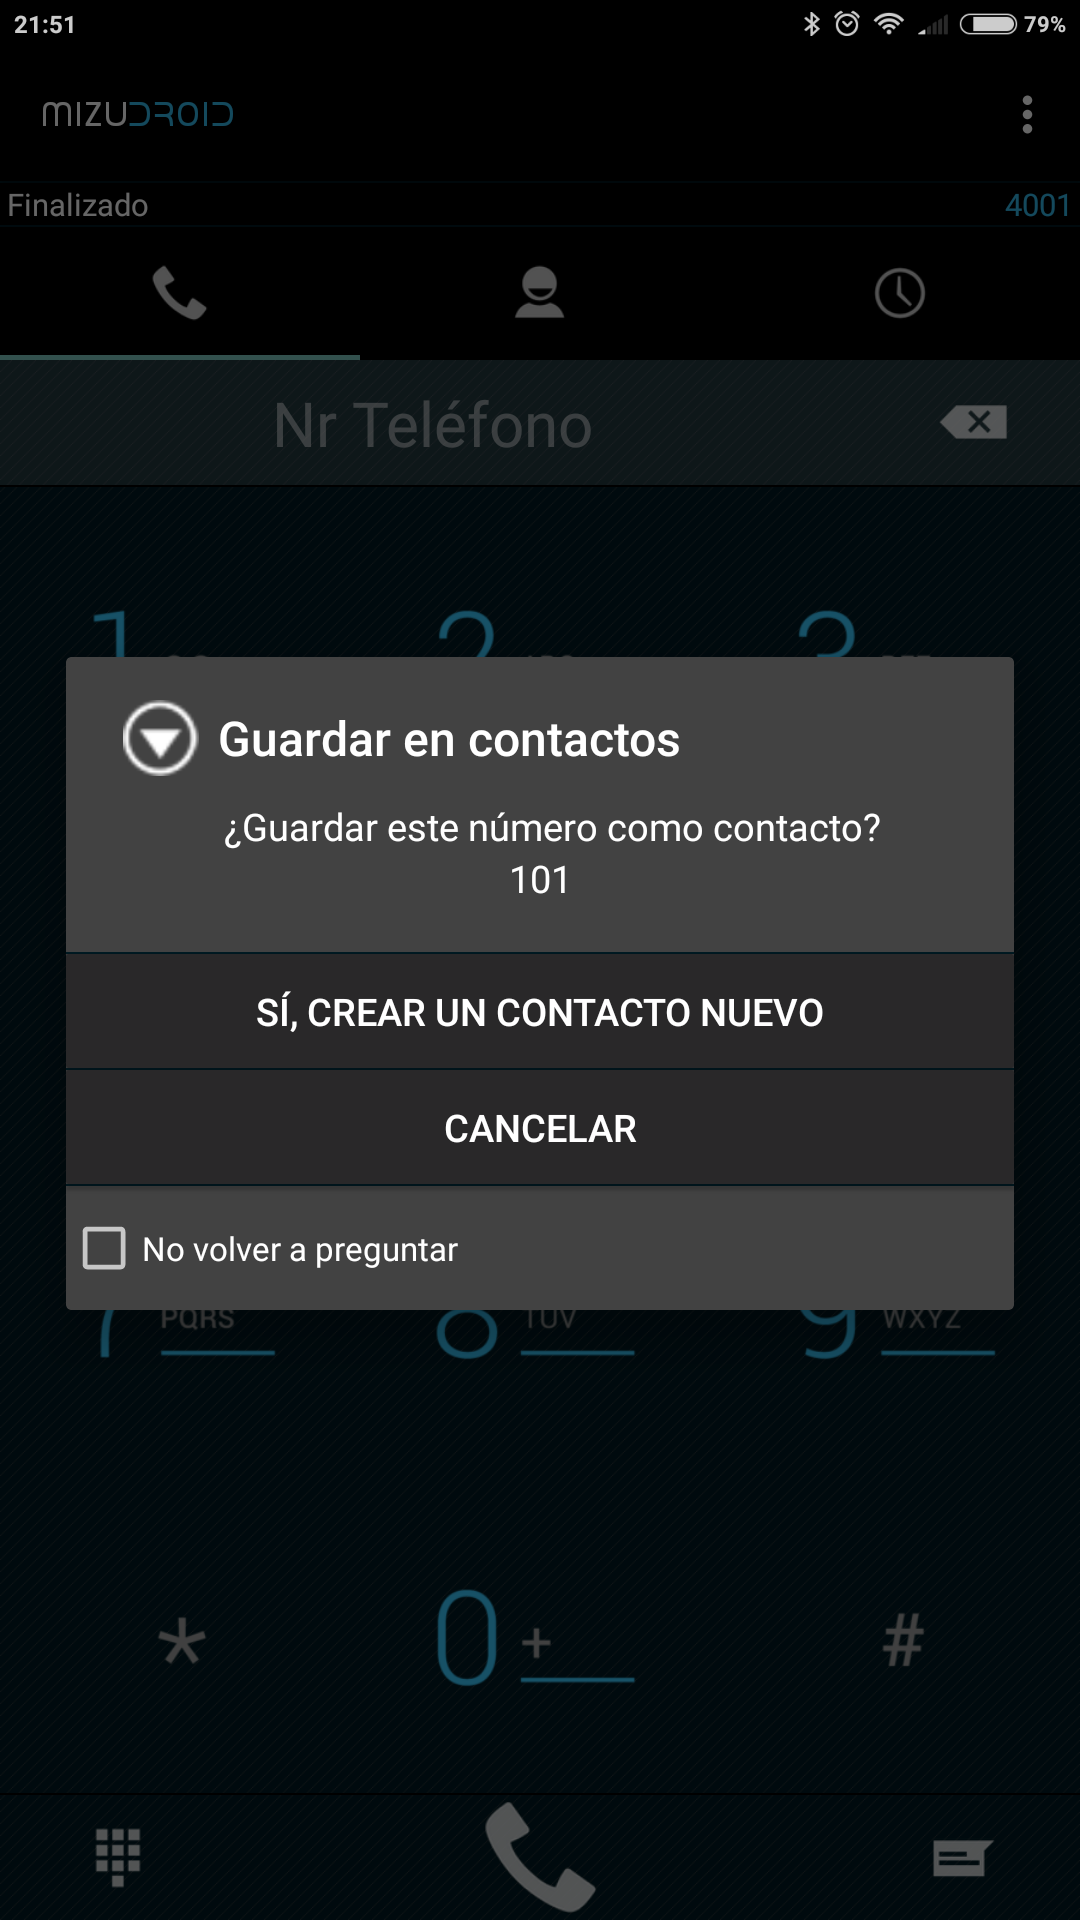 21:51 79%
MIZUDROID
Finalizado 4001
Nr Teléfono
1 2 3
Guardar en contactos
¿Guardar este número como contacto?
101
SÍ, CREAR UN CONTACTO NUEVO
CANCELAR
No volver a preguntar
7 PQRS 8 TUV 9 WXYZ
* 0 + #